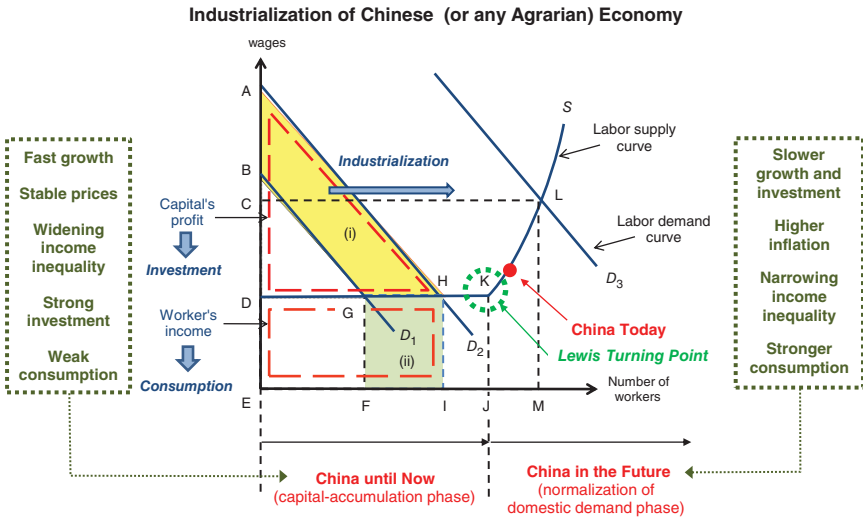 Industrialization of Chinese (or any Agrarian) Economy
wages
A
B
C
D
E
Fast growth
Stable prices
Widening
income
inequality
Strong
investment
Weak
consumption
Capital's
profit
Investment
Worker's
income
Consumption
Industrialization
(i)
(ii)
G
H
K
L
S
D1
D2
D3
Labor supply
curve
Labor demand
curve
China Today
Lewis Turning Point
Number of
workers
F
I
J
M
Slower
growth and
investment
Higher
inflation
Narrowing
income
inequality
Stronger
consumption
China until Now
(capital-accumulation phase)
China in the Future
(normalization of
domestic demand phase)